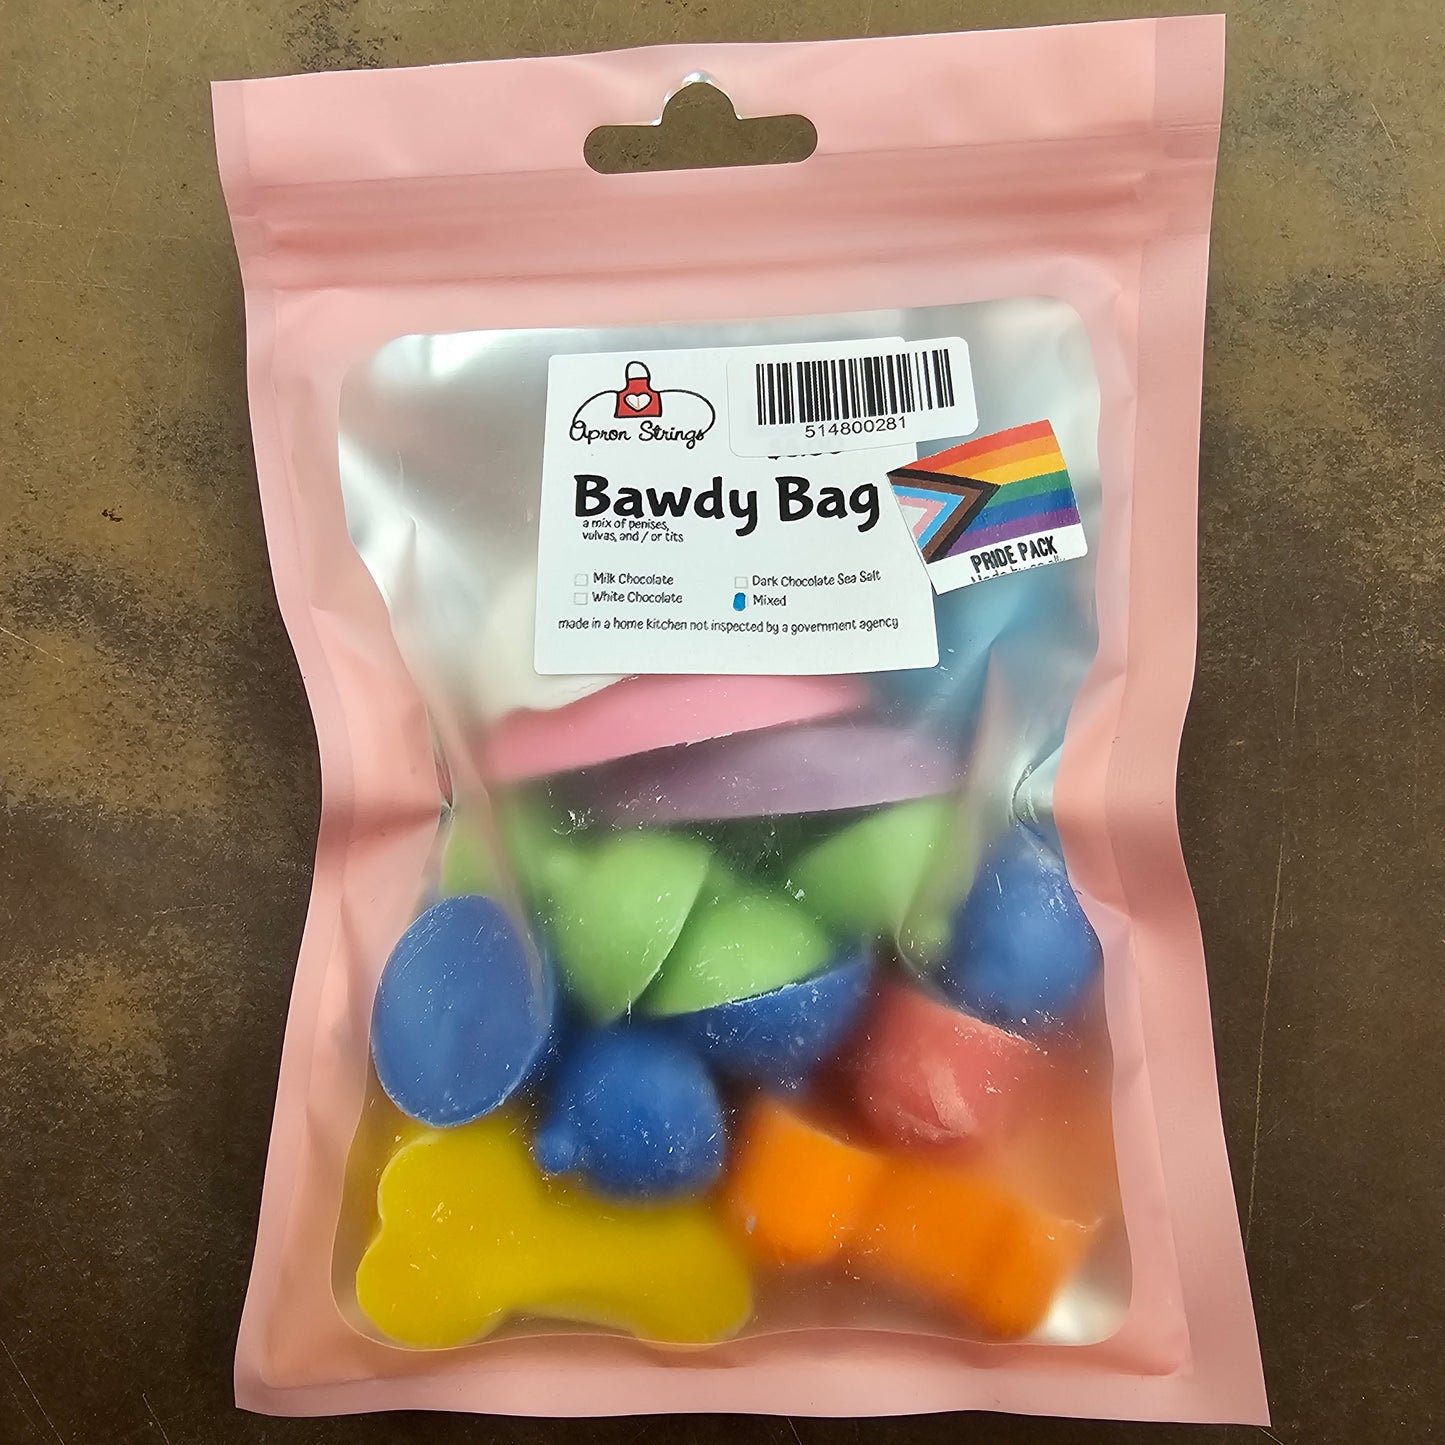 Apron Strings
514800281
Bawdy Bag
a mix of penises,
vulvas, and / or tits
PRIDE PACK
Milk Chocolate
Dark Chocolate Sea Salt
White Chocolate
Mixed
made in a home kitchen not inspected by a government agency